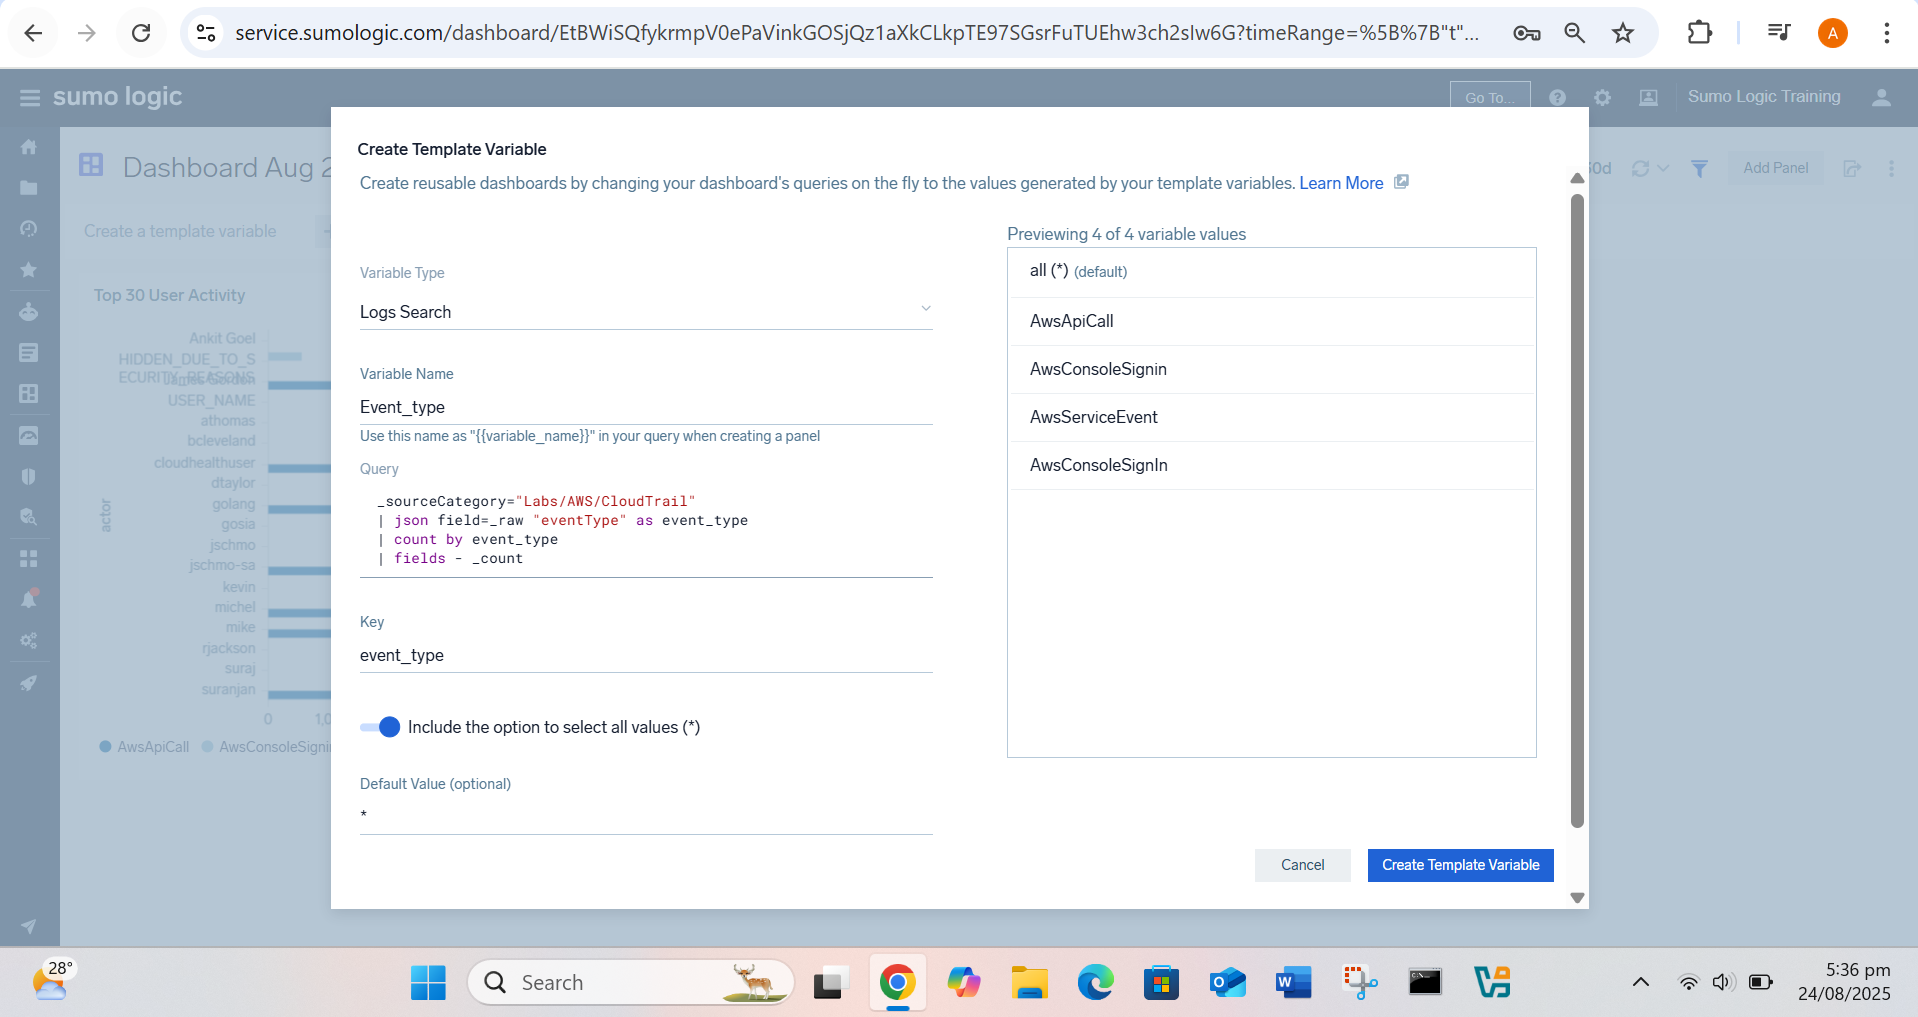 service.sumologic.com/dashboard/EtBWiSQfykrmpV0ePaVinkGOSjQz1aXkCLkpTE97SGsrFuTUEhw3ch2sIw6G?timeRange=%5B%7B"t"...
A
sumo logic
Go To...
Sumo Logic Training
Dashboard Aug 2
60d
Add Panel
Create a template variable
Top 30 User Activity
Ankit Goel
HIDDEN_DUE_TO_S
ECURITY_REASONS
James Gordon
USER_NAME
athomas
bcleveland
cloudhealthuser
dtaylor
golang
gosia
jschmo
jschmo-sa
kevin
michel
mike
rjackson
suraj
suranjan
actor
0
1,0
AwsApiCall
AwsConsoleSignin
Create Template Variable
Create reusable dashboards by changing your dashboard's queries on the fly to the values generated by your template variables. Learn More
Variable Type
Logs Search
Variable Name
Event_type
Use this name as "{{variable_name}}" in your query when creating a panel
Query
_sourceCategory="Labs/AWS/CloudTrail"
| json field=_raw "eventType" as event_type
| count by event_type
| fields - _count
Key
event_type
Include the option to select all values (*)
Default Value (optional)
*
Previewing 4 of 4 variable values
all (*) (default)
AwsApiCall
AwsConsoleSignin
AwsServiceEvent
AwsConsoleSignIn
Cancel
Create Template Variable
28°
Search
5:36 pm
24/08/2025